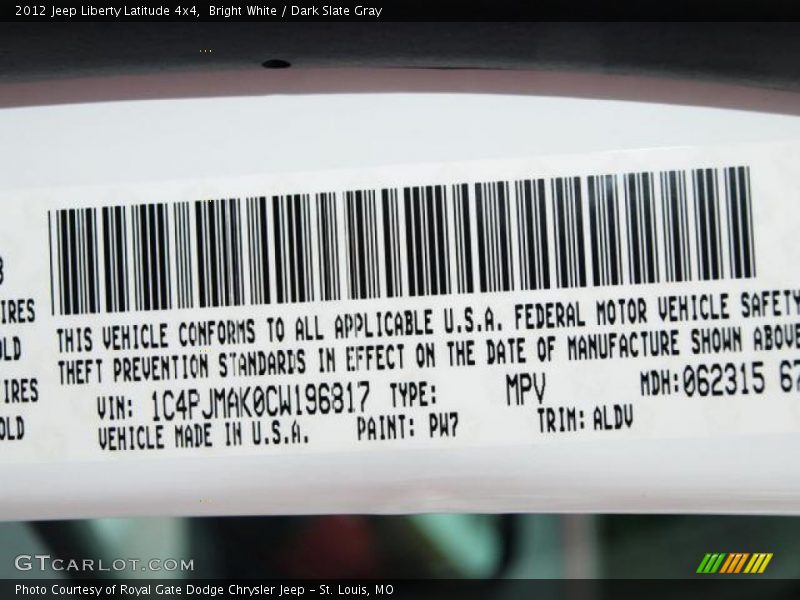 2012 Jeep Liberty Latitude 4x4,  Bright White / Dark Slate Gray
IRES
OLD
IRES
OLD
THIS VEHICLE CONFORMS TO ALL APPLICABLE U.S.A. FEDERAL MOTOR VEHICLE SAFETY
THEFT PREVENTION STANDARDS IN EFFECT ON THE DATE OF MANUFACTURE SHOWN ABOVE
VIN: 1C4PJMAK0CW196817 TYPE: MPV MDH:062315 67
VEHICLE MADE IN U.S.A. PAINT: PW7 TRIM: ALDV
GTCARLOT.COM
Photo Courtesy of Royal Gate Dodge Chrysler Jeep - St. Louis, MO